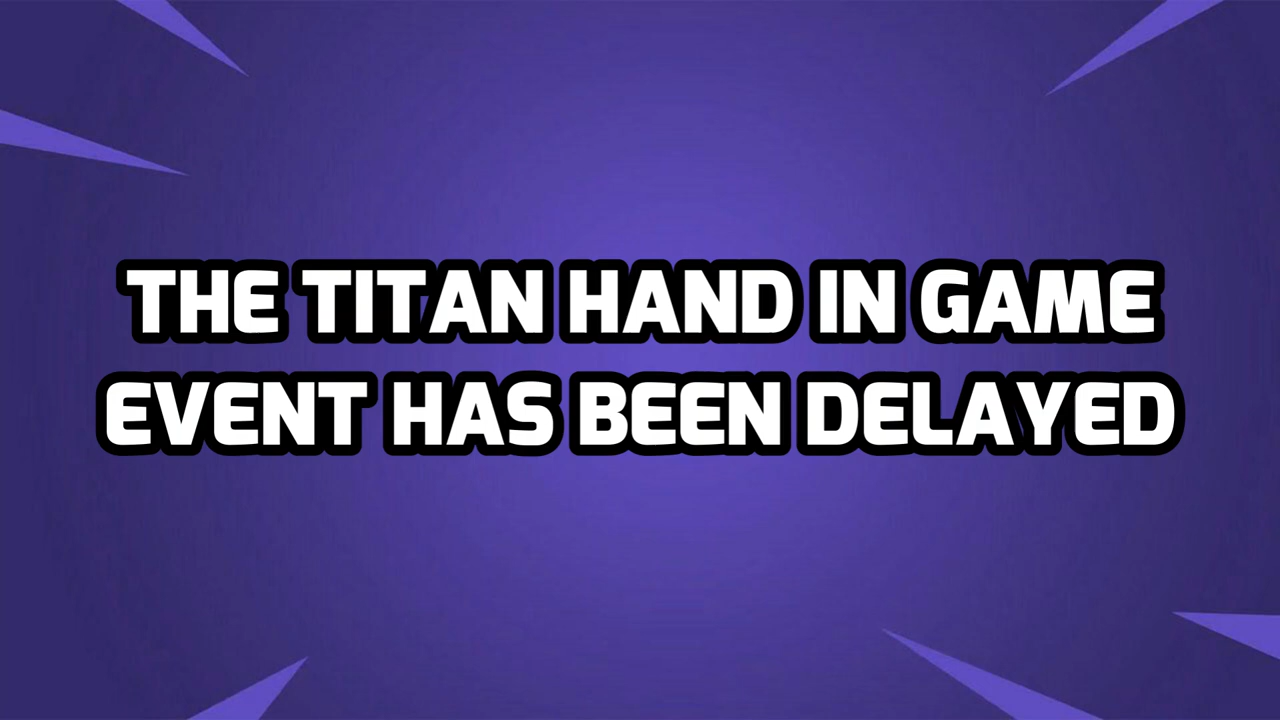 THE TITAN HAND IN GAME
EVENT HAS BEEN DELAYED